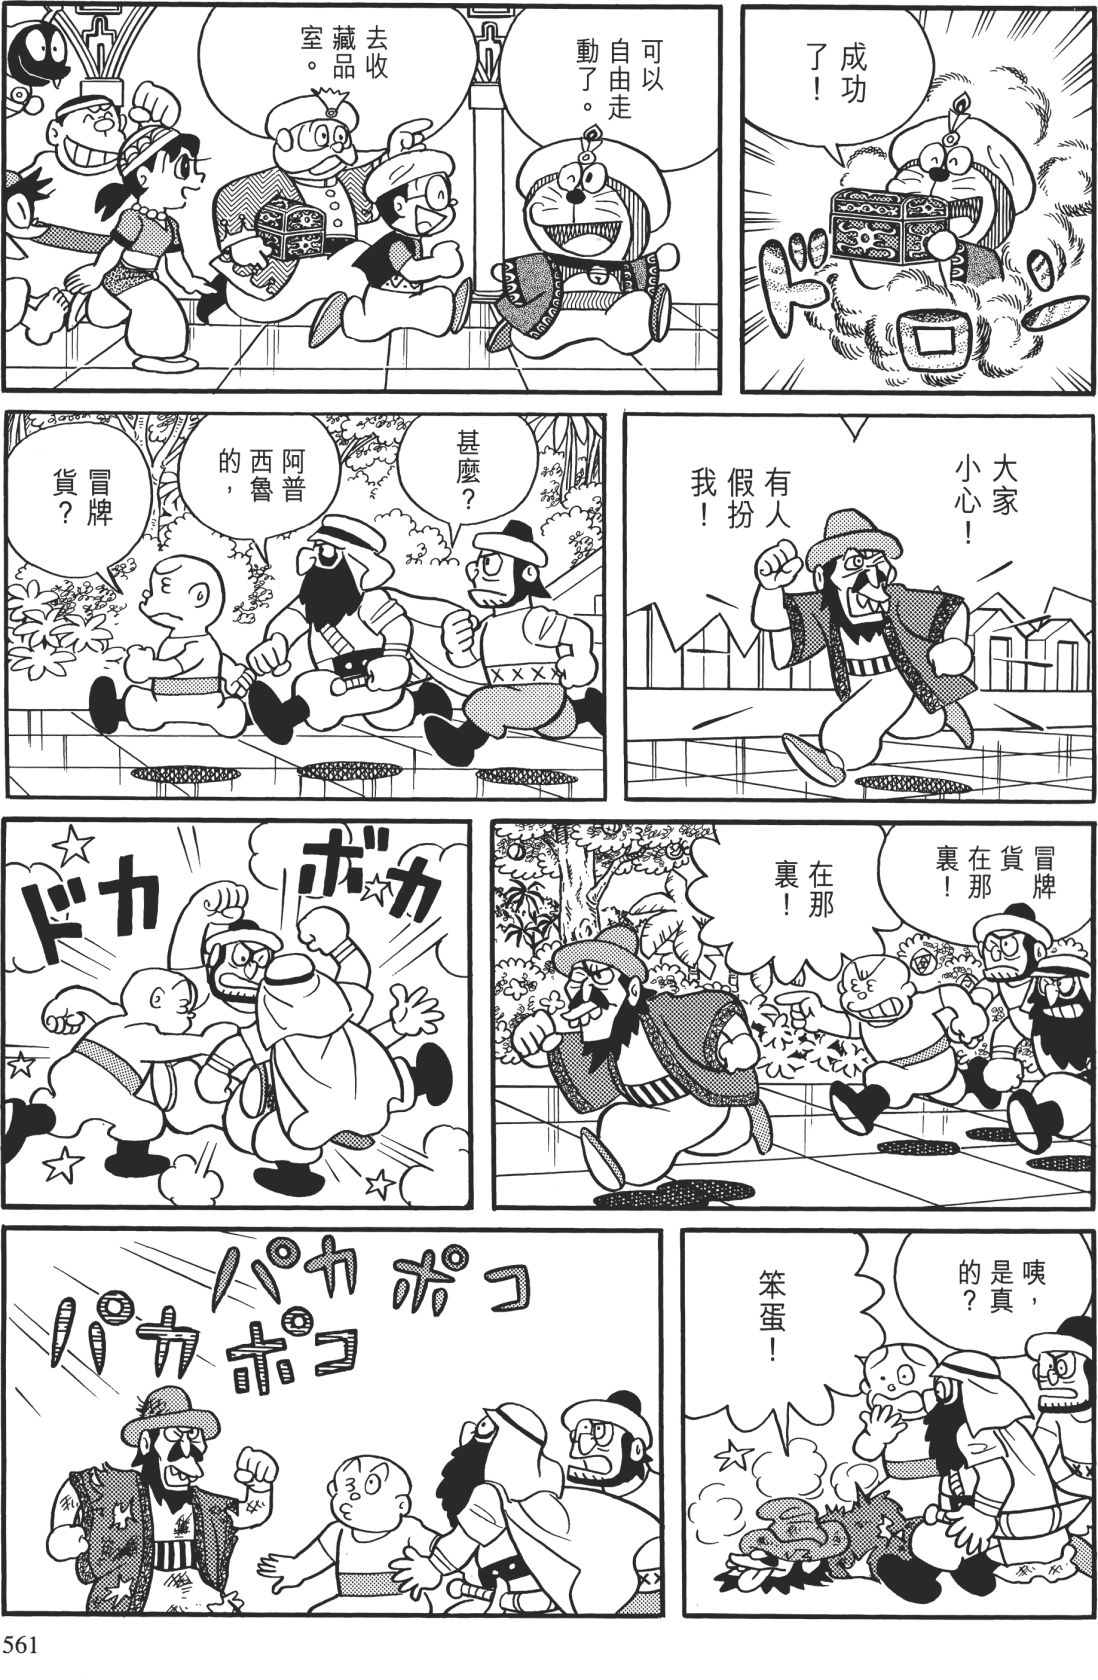 成功
了！
ドロン
可以
自由走
動了。
去收
藏品
室。
大家
小心！
有人
假扮
我！
甚麼？
阿普
西魯
的，
冒牌
貨？
冒牌
貨
在那
裏！
在那
裏！
ボカ
ドカ
咦，
是真
的？
笨蛋！
パカポコ
パカポコ
561